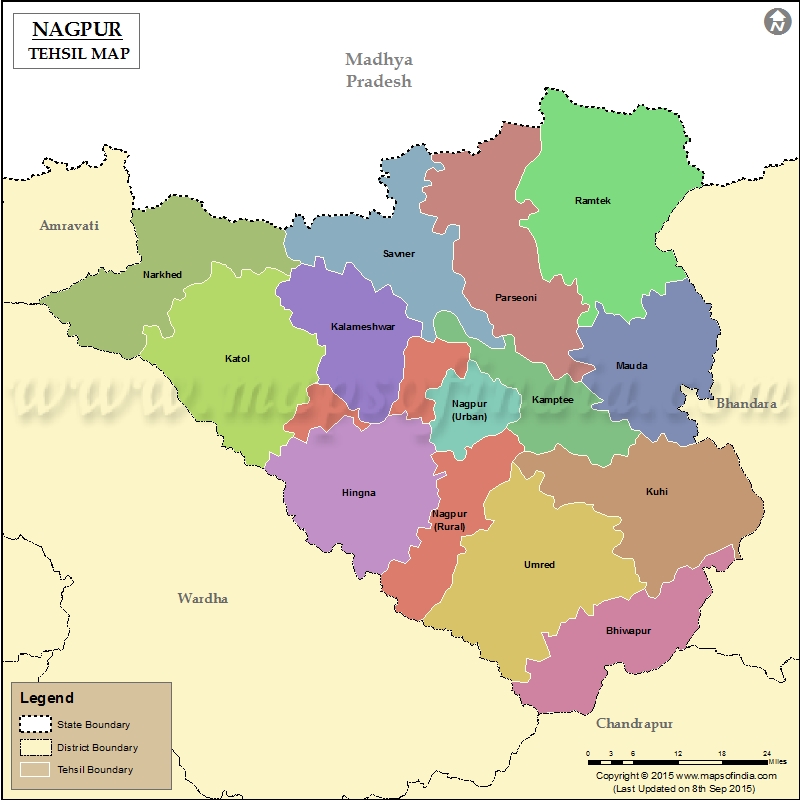 NAGPUR
TEHSIL MAP
N
Madhya
Pradesh
Amravati
Ramtek
Savner
Narkhed
Parseoni
Kalameshwar
Katol
Mauda
www.mapsofindia.com
Nagpur
(Urban)
Kamptee
Bhandara
Hingna
Kuhi
Nagpur
(Rural)
Umred
Wardha
Bhiwapur
Chandrapur
Legend
State Boundary
District Boundary
Tehsil Boundary
0 3 6 12 18 24
Miles
Copyright © 2015 www.mapsofindia.com
(Last Updated on 8th Sep 2015)